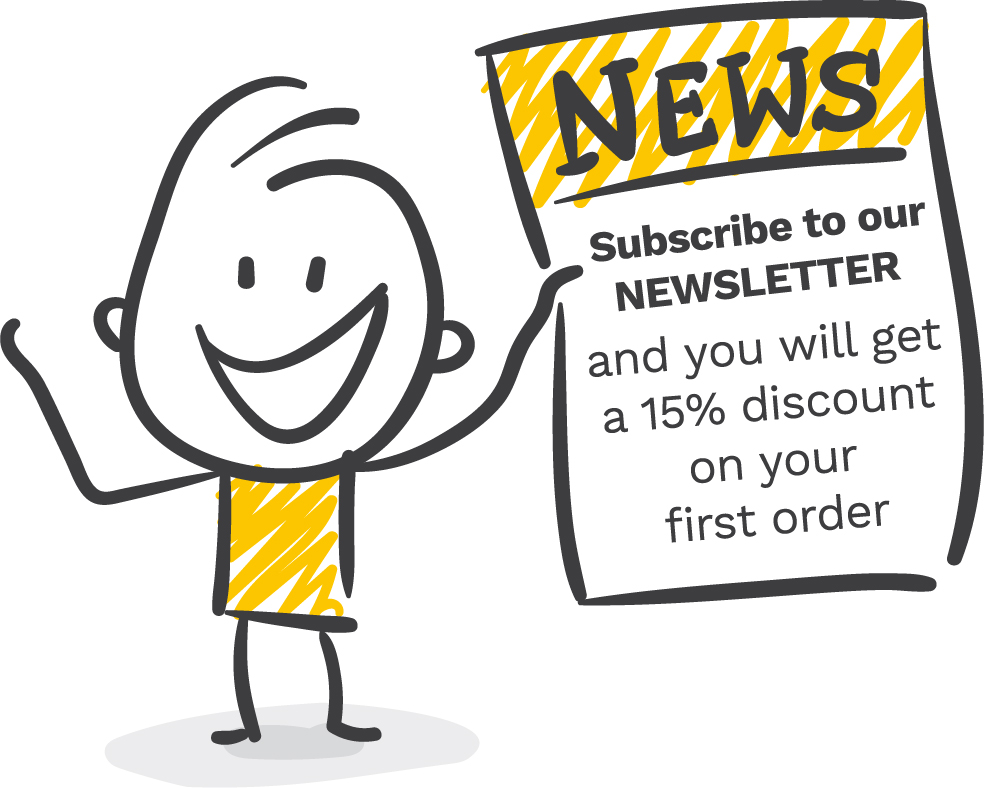 NEWS
Subscribe to our
NEWSLETTER
and you will get
a 15% discount
on your
first order